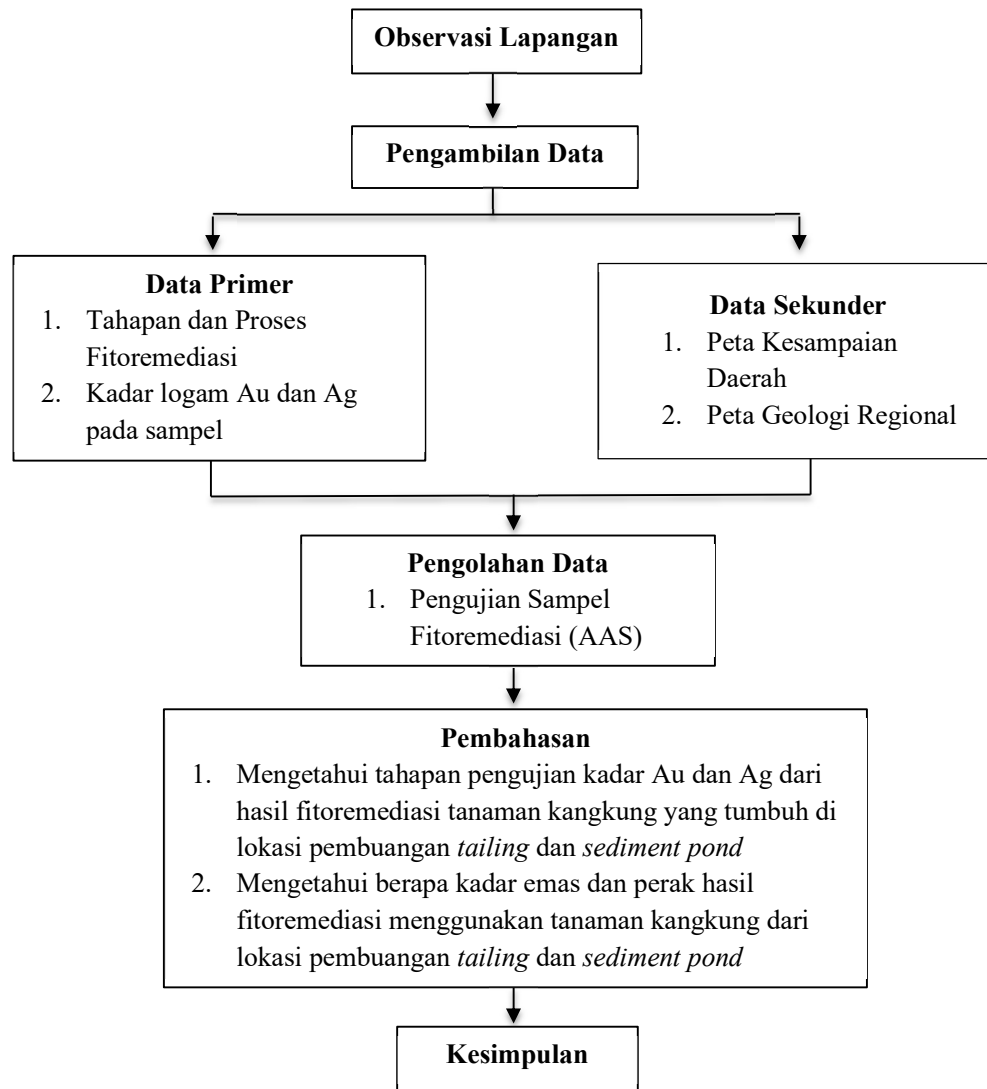 Observasi Lapangan
Pengambilan Data
Data Primer
1. Tahapan dan Proses
Fitoremediasi
2. Kadar logam Au dan Ag
pada sampel
Data Sekunder
1. Peta Kesampaian
Daerah
2. Peta Geologi Regional
Pengolahan Data
1. Pengujian Sampel
Fitoremediasi (AAS)
Pembahasan
1. Mengetahui tahapan pengujian kadar Au dan Ag dari
hasil fitoremediasi tanaman kangkung yang tumbuh di
lokasi pembuangan tailing dan sediment pond
2. Mengetahui berapa kadar emas dan perak hasil
fitoremediasi menggunakan tanaman kangkung dari
lokasi pembuangan tailing dan sediment pond
Kesimpulan